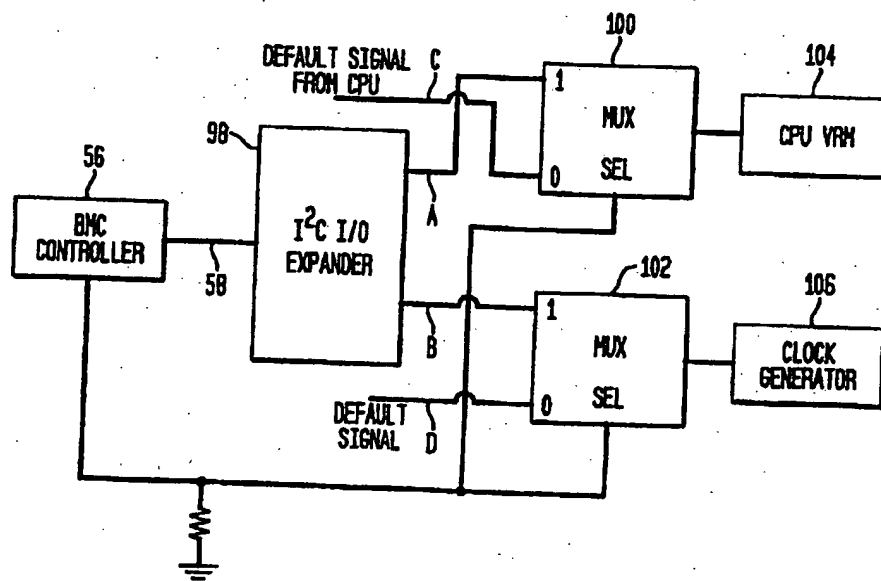 100
DEFAULT SIGNAL C
FROM CPU
104
1
MUX
CPU VRM
98
0
SEL
56
BMC
CONTROLLER
I²C I/O
EXPANDER
A
58
102
106
1
MUX
CLOCK
GENERATOR
B
0
SEL
DEFAULT
SIGNAL
D